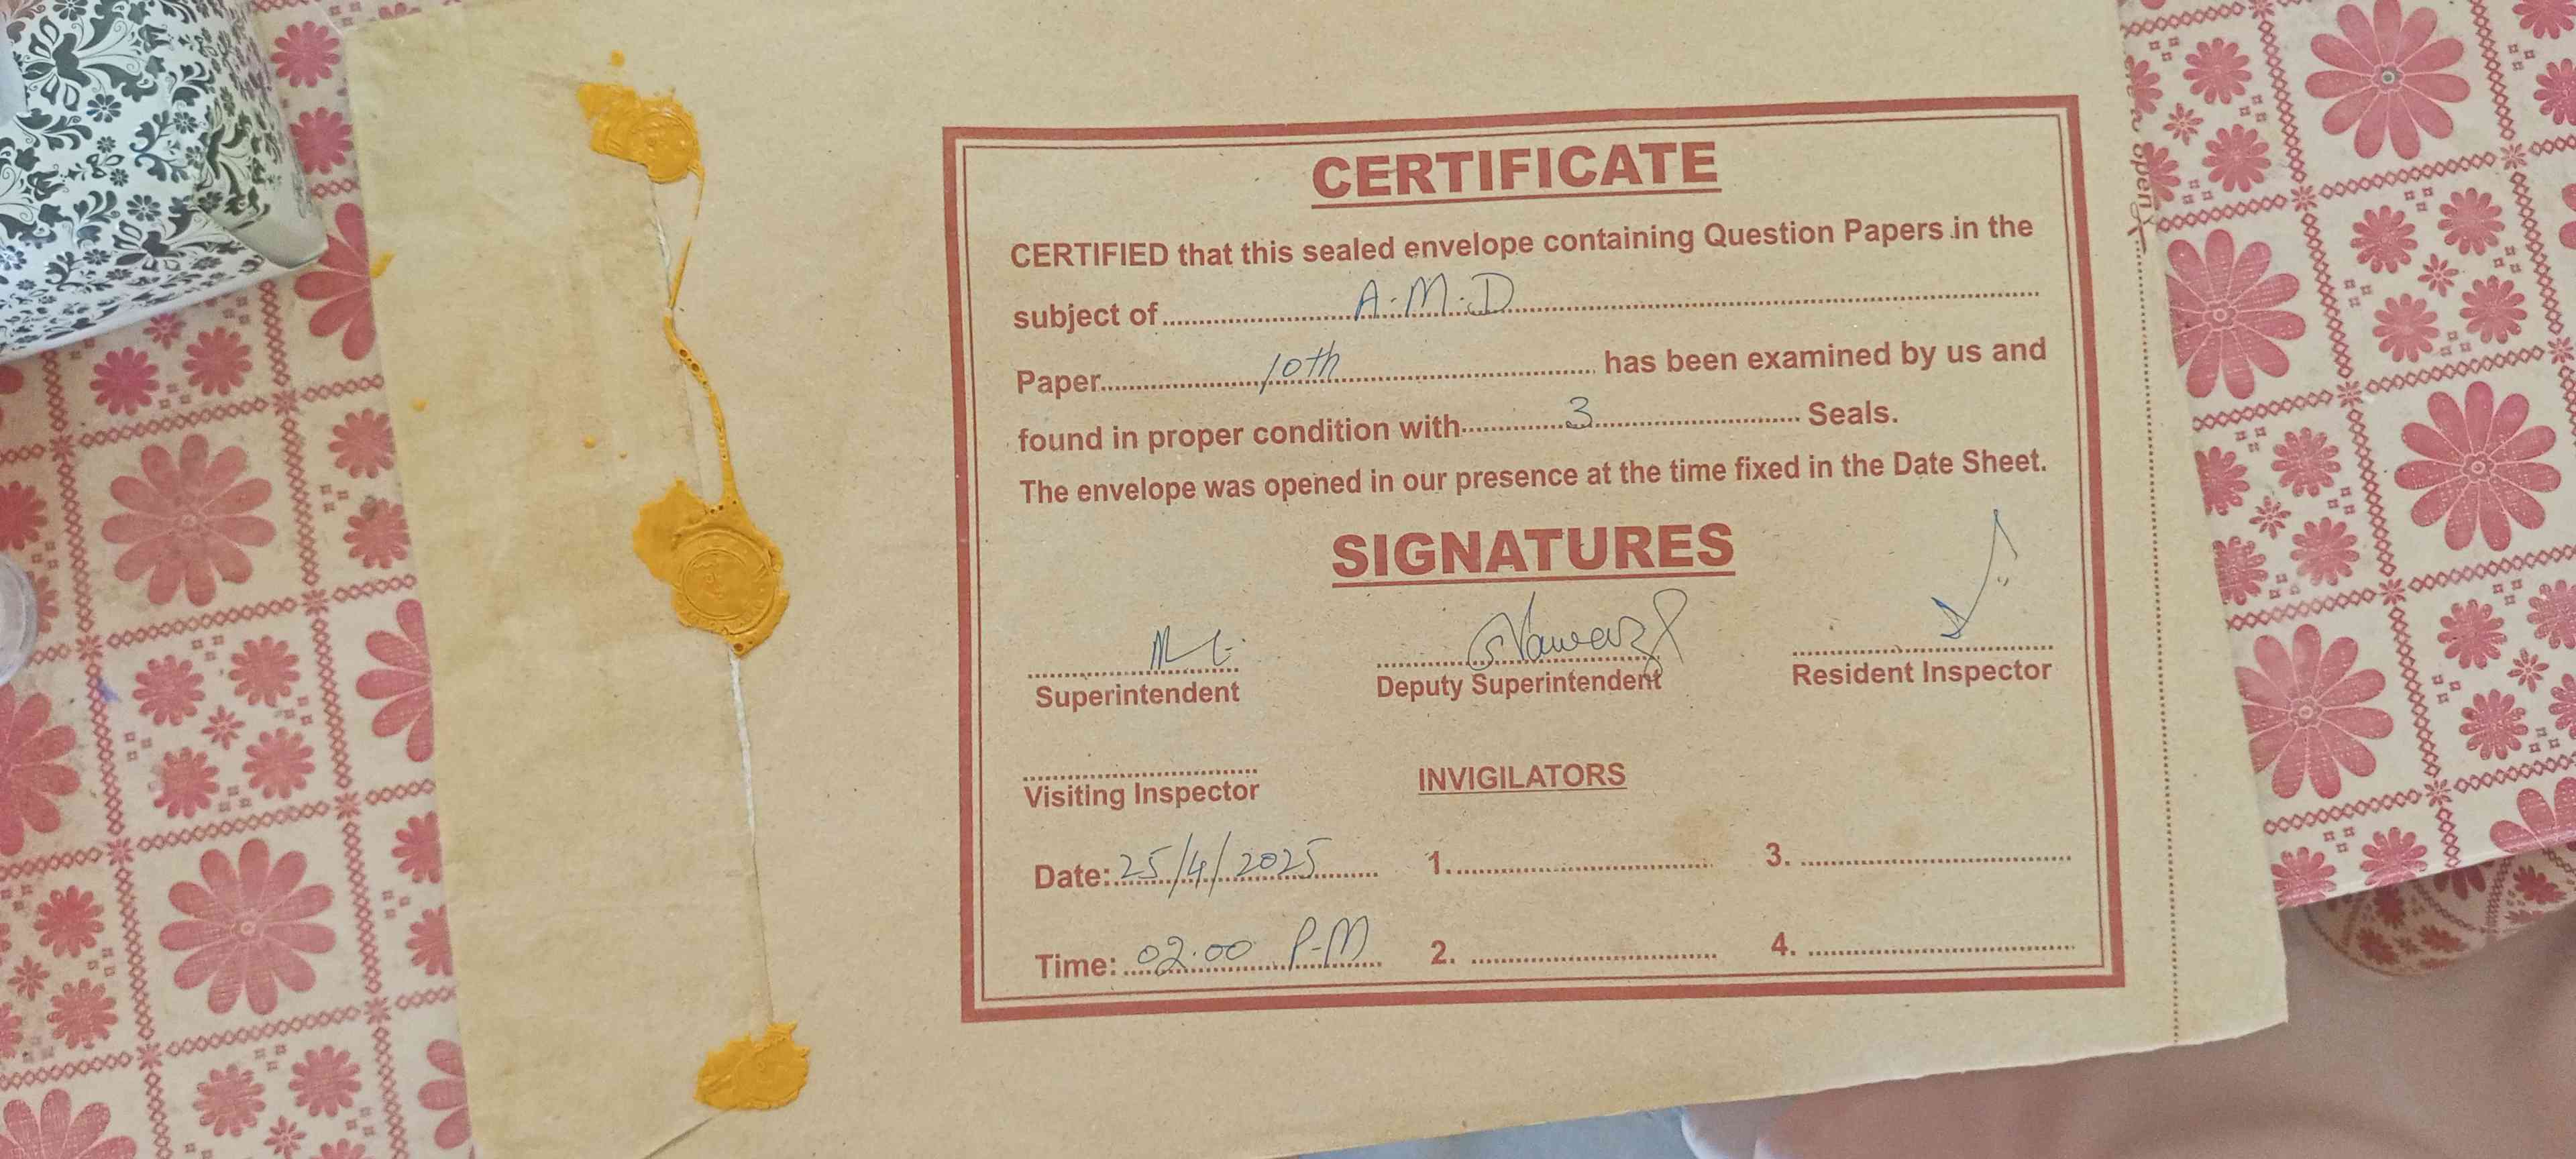 CERTIFICATE
CERTIFIED that this sealed envelope containing Question Papers in the
subject of A.M.D
Paper 10th has been examined by us and
found in proper condition with 3 Seals.
The envelope was opened in our presence at the time fixed in the Date Sheet.
SIGNATURES
Superintendent Deputy Superintendent Resident Inspector
Visiting Inspector INVIGILATORS
Date: 25/4/2025 1. 3.
Time: 02.00 P-M 2. 4.
open